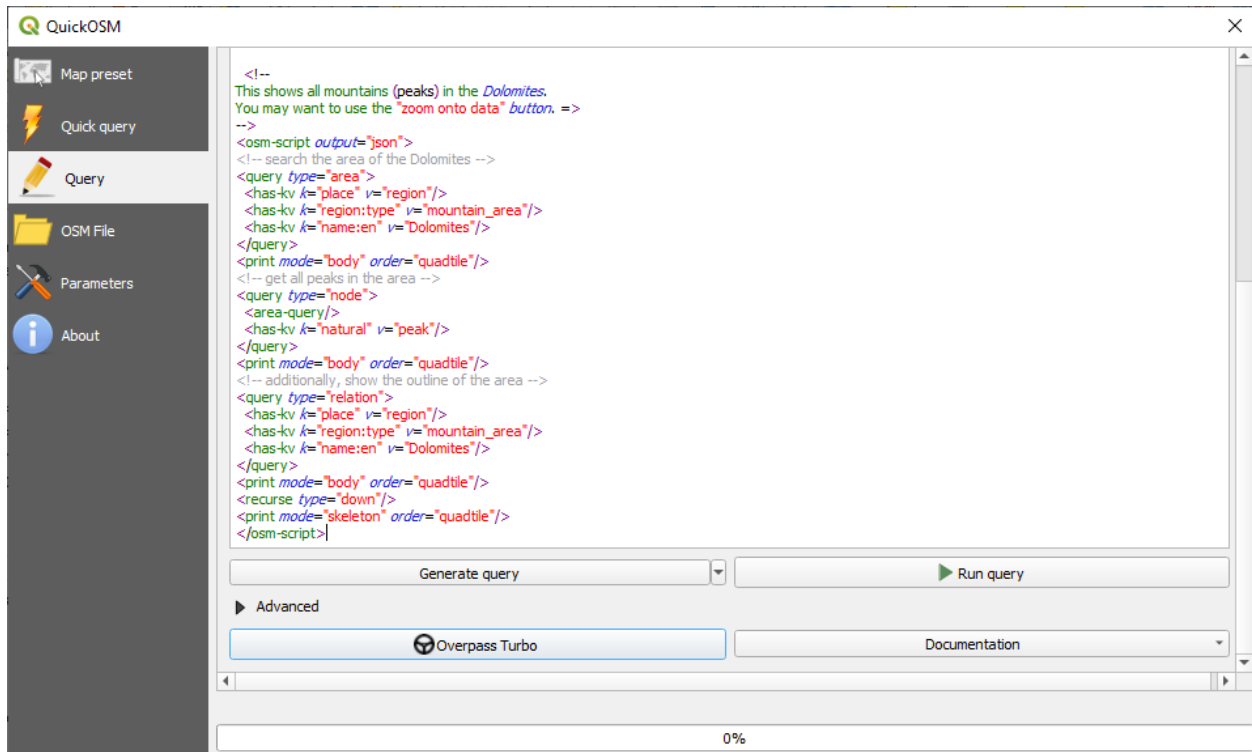 QuickOSM
Map preset
Quick query
Query
OSM File
Parameters
About
<!--
This shows all mountains (peaks) in the Dolomites.
You may want to use the "zoom onto data" button. =>
-->
<osm-script output="json">
<!-- search the area of the Dolomites -->
<query type="area">
<has-kv k="place" v="region"/>
<has-kv k="region:type" v="mountain_area"/>
<has-kv k="name:en" v="Dolomites"/>
</query>
<print mode="body" order="quadtile"/>
<!-- get all peaks in the area -->
<query type="node">
<area-query/>
<has-kv k="natural" v="peak"/>
</query>
<print mode="body" order="quadtile"/>
<!-- additionally, show the outline of the area -->
<query type="relation">
<has-kv k="place" v="region"/>
<has-kv k="region:type" v="mountain_area"/>
<has-kv k="name:en" v="Dolomites"/>
</query>
<print mode="body" order="quadtile"/>
<recurse type="down"/>
<print mode="skeleton" order="quadtile"/>
</osm-script>
Generate query
Run query
Advanced
Overpass Turbo
Documentation
0%